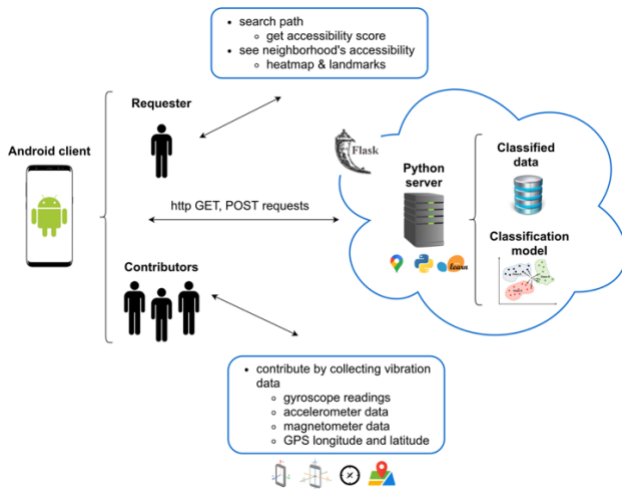 search path
get accessibility score
see neighborhood's accessibility
heatmap & landmarks
Requester
Android client
Flask
Classified
data
Python
server
http GET, POST requests
Classification
model
learn
Contributors
contribute by collecting vibration
data
gyroscope readings
accelerometer data
magnetometer data
GPS longitude and latitude